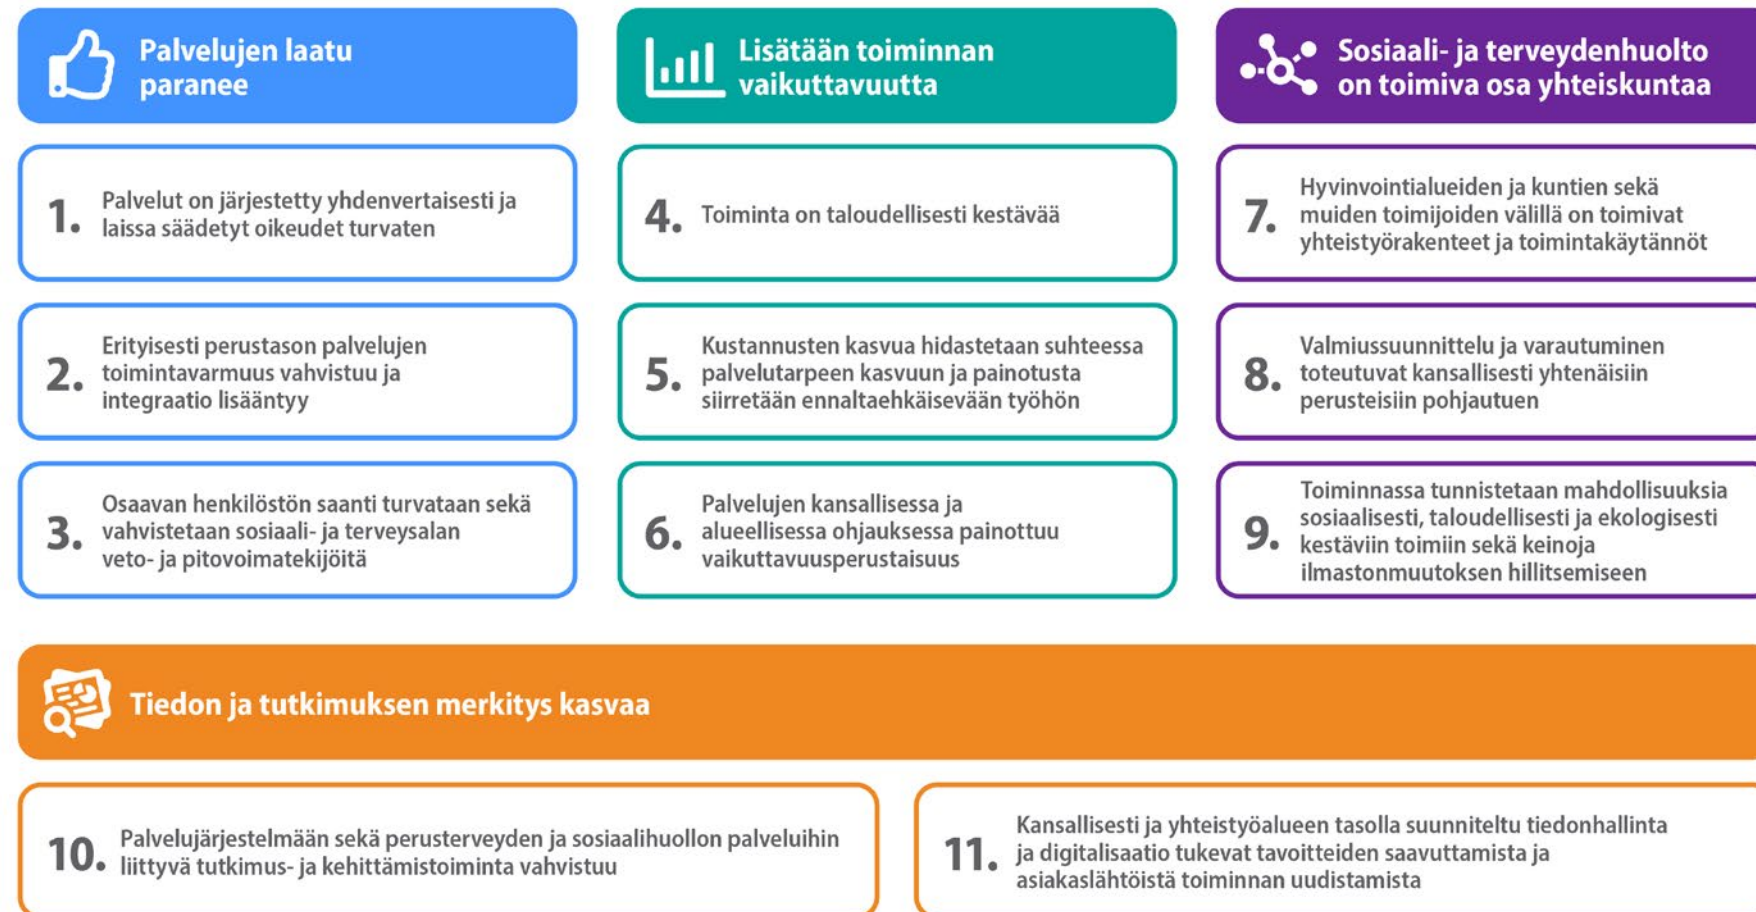 Palvelujen laatu
paranee
1.
Palvelut on järjestetty yhdenvertaisesti ja
laissa säädetyt oikeudet turvaten
2.
Erityisesti perustason palvelujen
toimintavarmuus vahvistuu ja
integraatio lisääntyy
3.
Osaavan henkilöstön saanti turvataan sekä
vahvistetaan sosiaali- ja terveysalan
veto- ja pitovoimatekijöitä
Lisätään toiminnan
vaikuttavuutta
4.
Toiminta on taloudellisesti kestävää
5.
Kustannusten kasvua hidastetaan suhteessa
palvelutarpeen kasvuun ja painotusta
siirretään ennaltaehkäisevään työhön
6.
Palvelujen kansallisessa ja
alueellisessa ohjauksessa painottuu
vaikuttavuusperustaisuus
Sosiaali- ja terveydenhuolto
on toimiva osa yhteiskuntaa
7.
Hyvinvointialueiden ja kuntien sekä
muiden toimijoiden välillä on toimivat
yhteistyörakenteet ja toimintakäytännöt
8.
Valmiussuunnittelu ja varautuminen
toteutuvat kansallisesti yhtenäisiin
perusteisiin pohjautuen
9.
Toiminnassa tunnistetaan mahdollisuuksia
sosiaalisesti, taloudellisesti ja ekologisesti
kestäviin toimiin sekä keinoja
ilmastonmuutoksen hillitsemiseen
Tiedon ja tutkimuksen merkitys kasvaa
10.
Palvelujärjestelmään sekä perusterveyden ja sosiaalihuollon palveluihin
liittyvä tutkimus- ja kehittämistoiminta vahvistuu
11.
Kansallisesti ja yhteistyöalueen tasolla suunniteltu tiedonhallinta
ja digitalisaatio tukevat tavoitteiden saavuttamista ja
asiakaslähtöistä toiminnan uudistamista